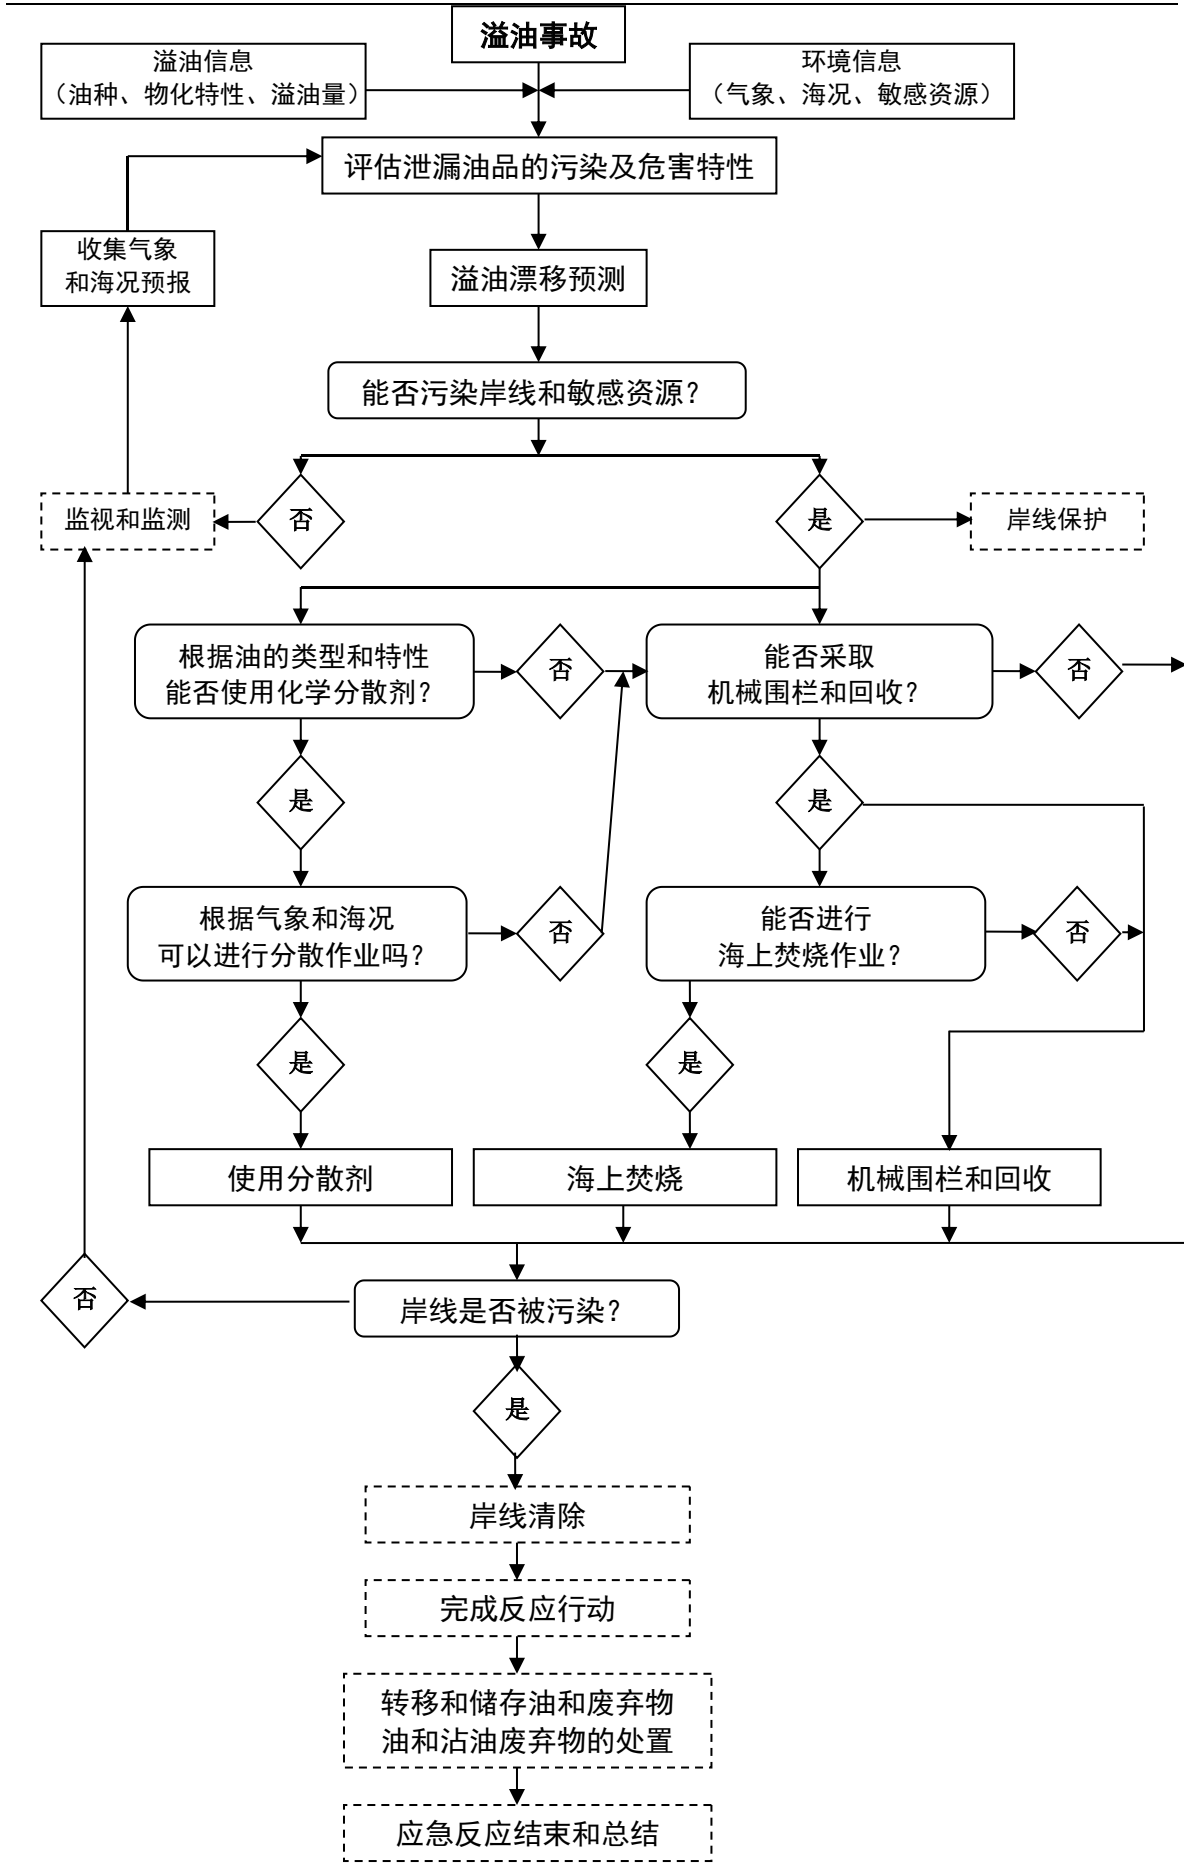 溢油事故
溢油信息
（油种、物化特性、溢油量）
环境信息
（气象、海况、敏感资源）
评估泄漏油品的污染及危害特性
收集气象
和海况预报
溢油漂移预测
能否污染岸线和敏感资源？
监视和监测
否
是
岸线保护
根据油的类型和特性
能否使用化学分散剂？
否
能否采取
机械围栏和回收？
否
是
是
根据气象和海况
可以进行分散作业吗？
否
能否进行
海上焚烧作业？
否
是
是
使用分散剂
海上焚烧
机械围栏和回收
否
岸线是否被污染？
是
岸线清除
完成反应行动
转移和储存油和废弃物
油和沾油废弃物的处置
应急反应结束和总结